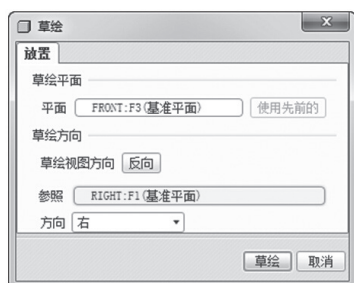 草绘
放置
草绘平面
平面 FRONT:F3(基准平面) 使用先前的
草绘方向
草绘视图方向 反向
参照 RIGHT:F1(基准平面)
方向 右
草绘 取消